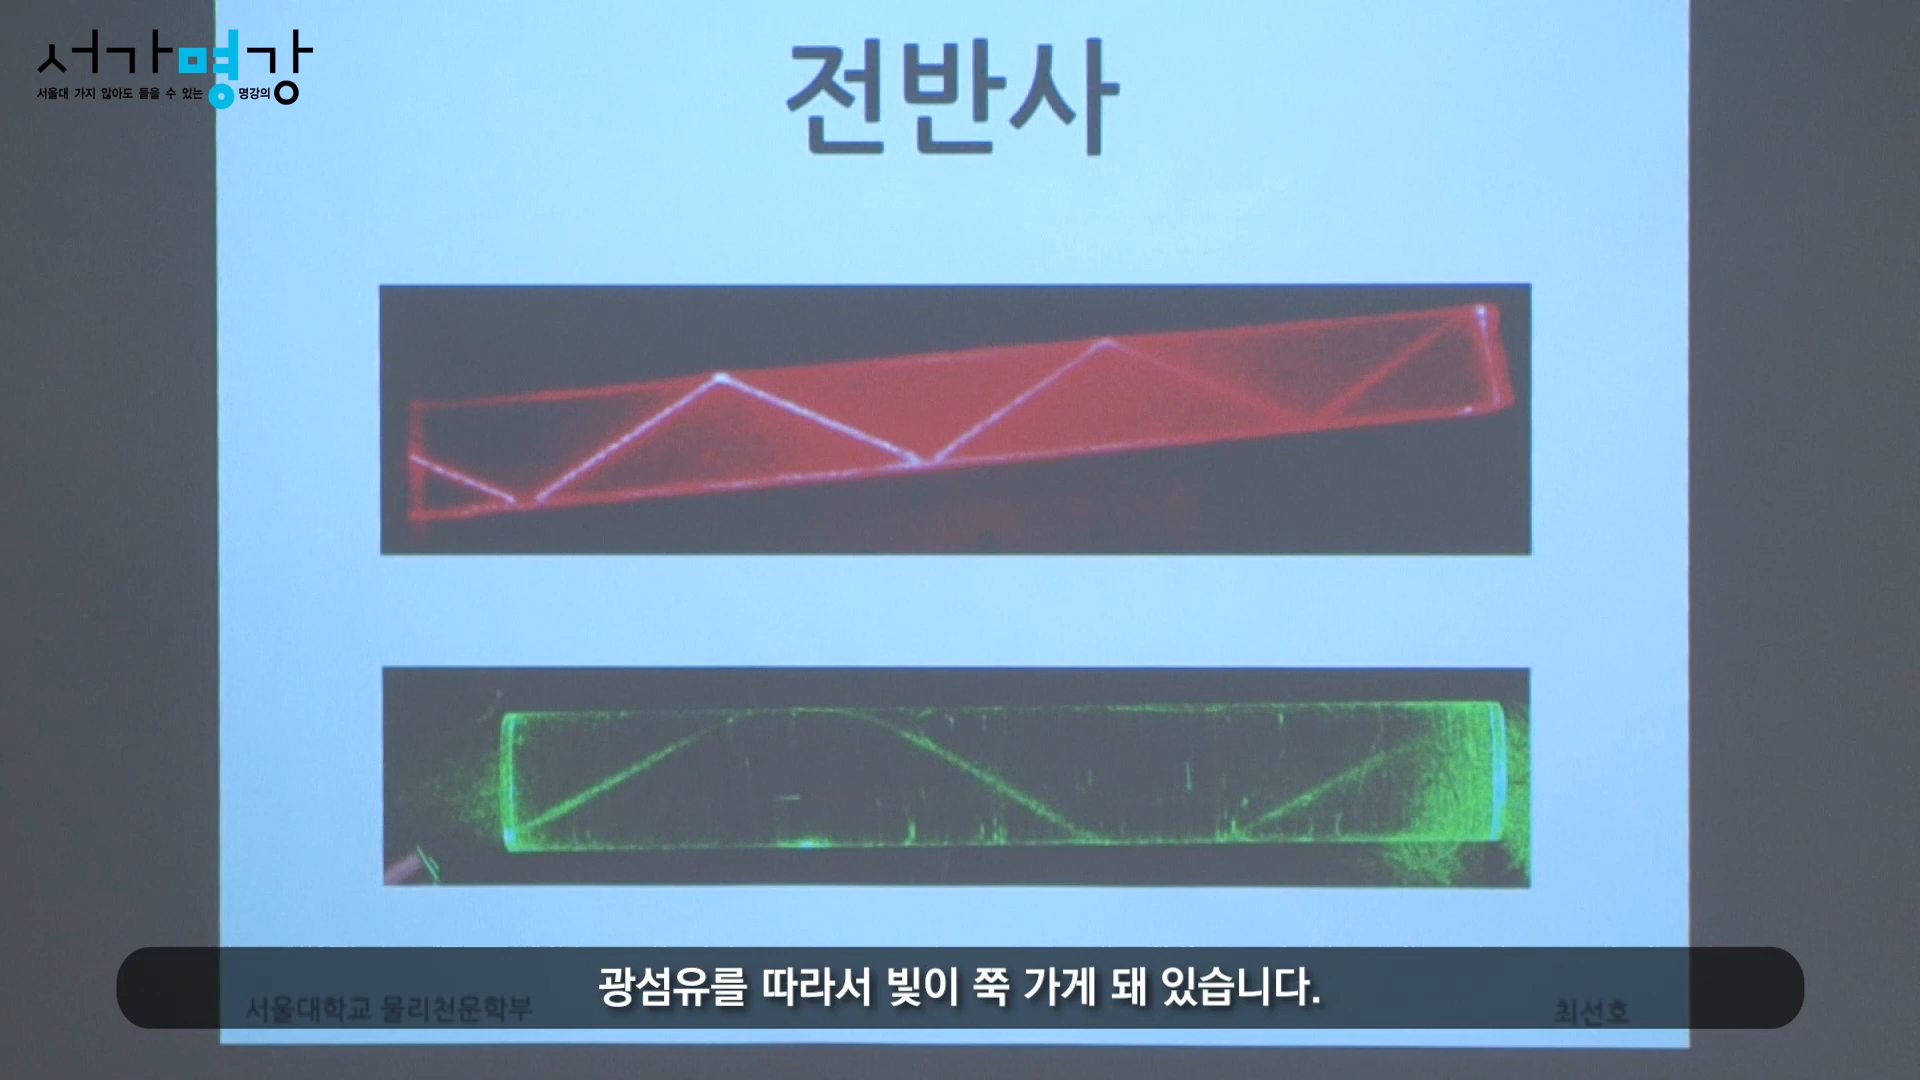 서가명강
서울대 가지 않아도 들을 수 있는 명강의
전반사
광섬유를 따라서 빛이 쭉 가게 돼 있습니다.
서울대학교 물리천문학부
최선호